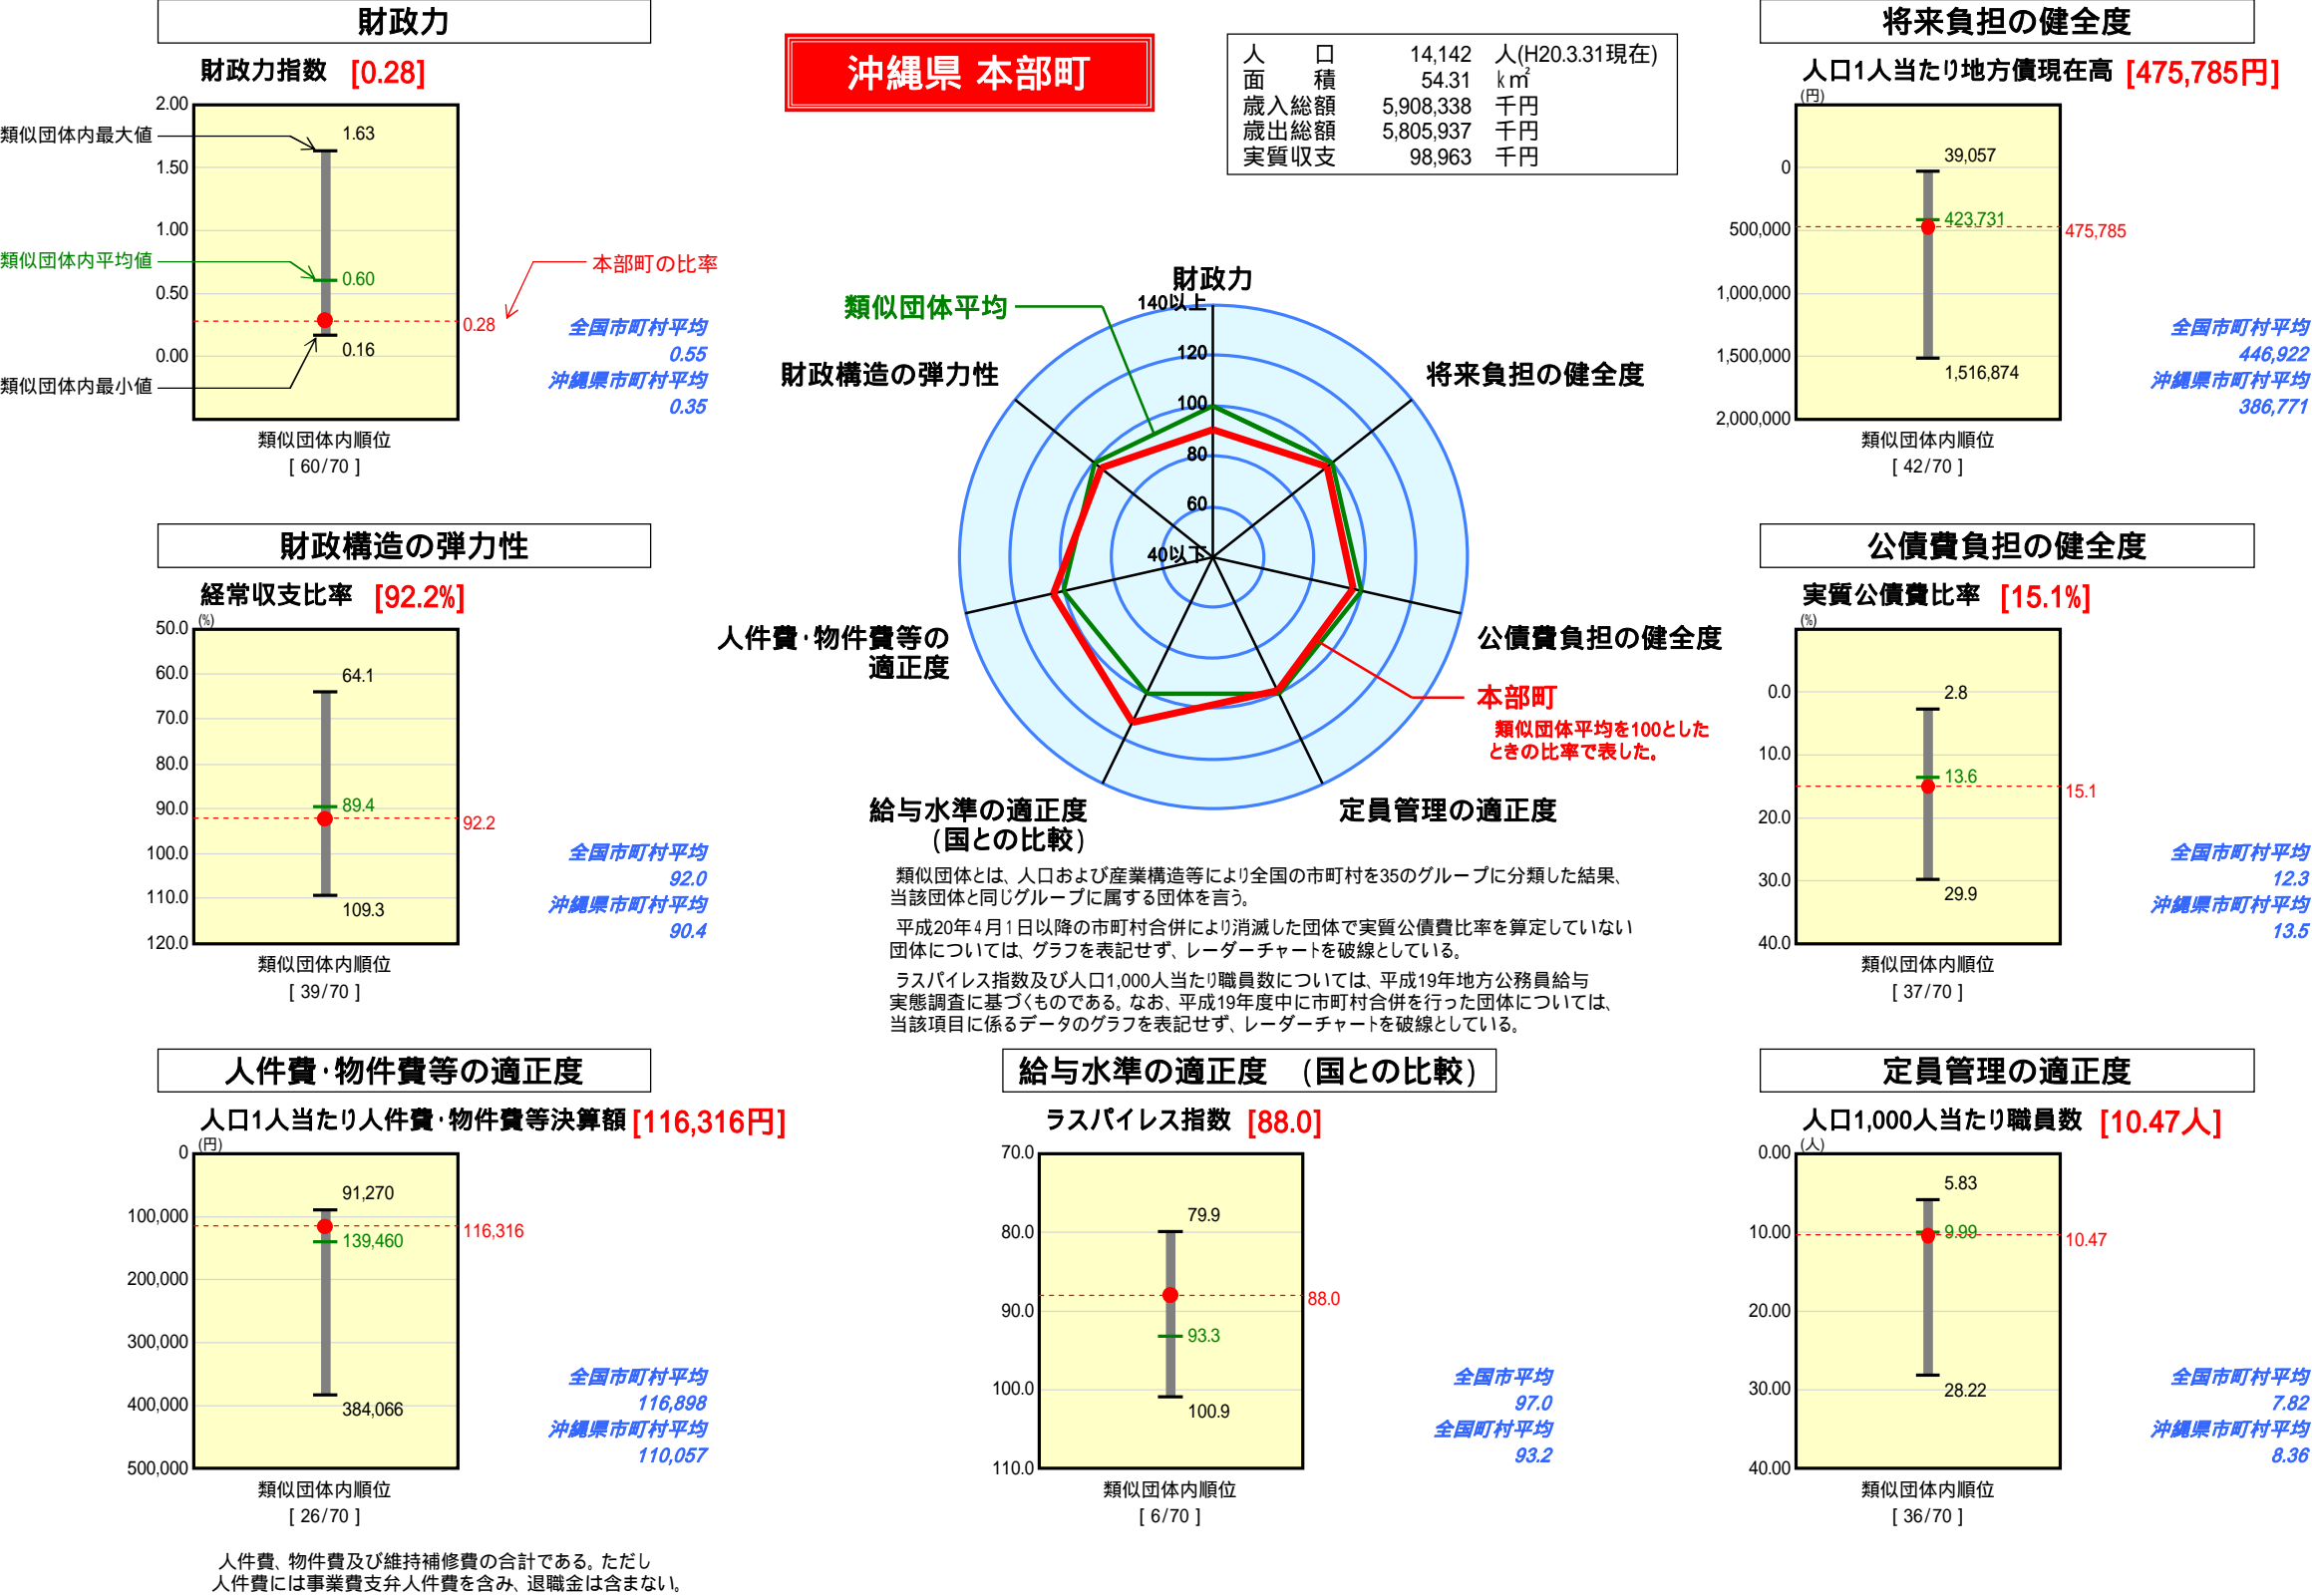 財政力
財政力指数 [0.28]
2.00
1.50
1.00
0.50
0.00
類似団体内最大値
類似団体内平均値
類似団体内最小値
1.63
0.60
0.16
0.28
本部町の比率
全国市町村平均
0.55
沖縄県市町村平均
0.35
類似団体内順位
[ 60/70 ]
沖縄県 本部町
人 口 14,142 人(H20.3.31現在)
面 積 54.31 k㎡
歳入総額 5,908,338 千円
歳出総額 5,805,937 千円
実質収支 98,963 千円
将来負担の健全度
人口1人当たり地方債現在高 [475,785円]
(円)
0
500,000
1,000,000
1,500,000
2,000,000
39,057
423,731
1,516,874
475,785
全国市町村平均
446,922
沖縄県市町村平均
386,771
類似団体内順位
[ 42/70 ]
財政力
140以上
120
100
80
60
40以下
類似団体平均
財政構造の弾力性
将来負担の健全度
人件費・物件費等の
適正度
公債費負担の健全度
本部町
類似団体平均を100とした
ときの比率で表した。
給与水準の適正度
(国との比較)
定員管理の適正度
財政構造の弾力性
経常収支比率 [92.2%]
(%)
50.0
60.0
70.0
80.0
90.0
100.0
110.0
120.0
64.1
89.4
109.3
92.2
全国市町村平均
92.0
沖縄県市町村平均
90.4
類似団体内順位
[ 39/70 ]
類似団体とは、人口および産業構造等により全国の市町村を35のグループに分類した結果、
当該団体と同じグループに属する団体を言う。
平成20年4月1日以降の市町村合併により消滅した団体で実質公債費比率を算定していない
団体については、グラフを表記せず、レーダーチャートを破線としている。
ラスパイレス指数及び人口1,000人当たり職員数については、平成19年地方公務員給与
実態調査に基づくものである。なお、平成19年度中に市町村合併を行った団体については、
当該項目に係るデータのグラフを表記せず、レーダーチャートを破線としている。
公債費負担の健全度
実質公債費比率 [15.1%]
(%)
0.0
10.0
20.0
30.0
40.0
2.8
13.6
29.9
15.1
全国市町村平均
12.3
沖縄県市町村平均
13.5
類似団体内順位
[ 37/70 ]
人件費・物件費等の適正度
人口1人当たり人件費・物件費等決算額 [116,316円]
(円)
0
100,000
200,000
300,000
400,000
500,000
91,270
139,460
384,066
116,316
全国市町村平均
116,898
沖縄県市町村平均
110,057
類似団体内順位
[ 26/70 ]
人件費、物件費及び維持補修費の合計である。ただし
人件費には事業費支弁人件費を含み、退職金は含まない。
給与水準の適正度 (国との比較)
ラスパイレス指数 [88.0]
70.0
80.0
90.0
100.0
110.0
79.9
93.3
100.9
88.0
全国市平均
97.0
全国町村平均
93.2
類似団体内順位
[ 6/70 ]
定員管理の適正度
人口1,000人当たり職員数 [10.47人]
(人)
0.00
10.00
20.00
30.00
40.00
5.83
9.99
28.22
10.47
全国市町村平均
7.82
沖縄県市町村平均
8.36
類似団体内順位
[ 36/70 ]